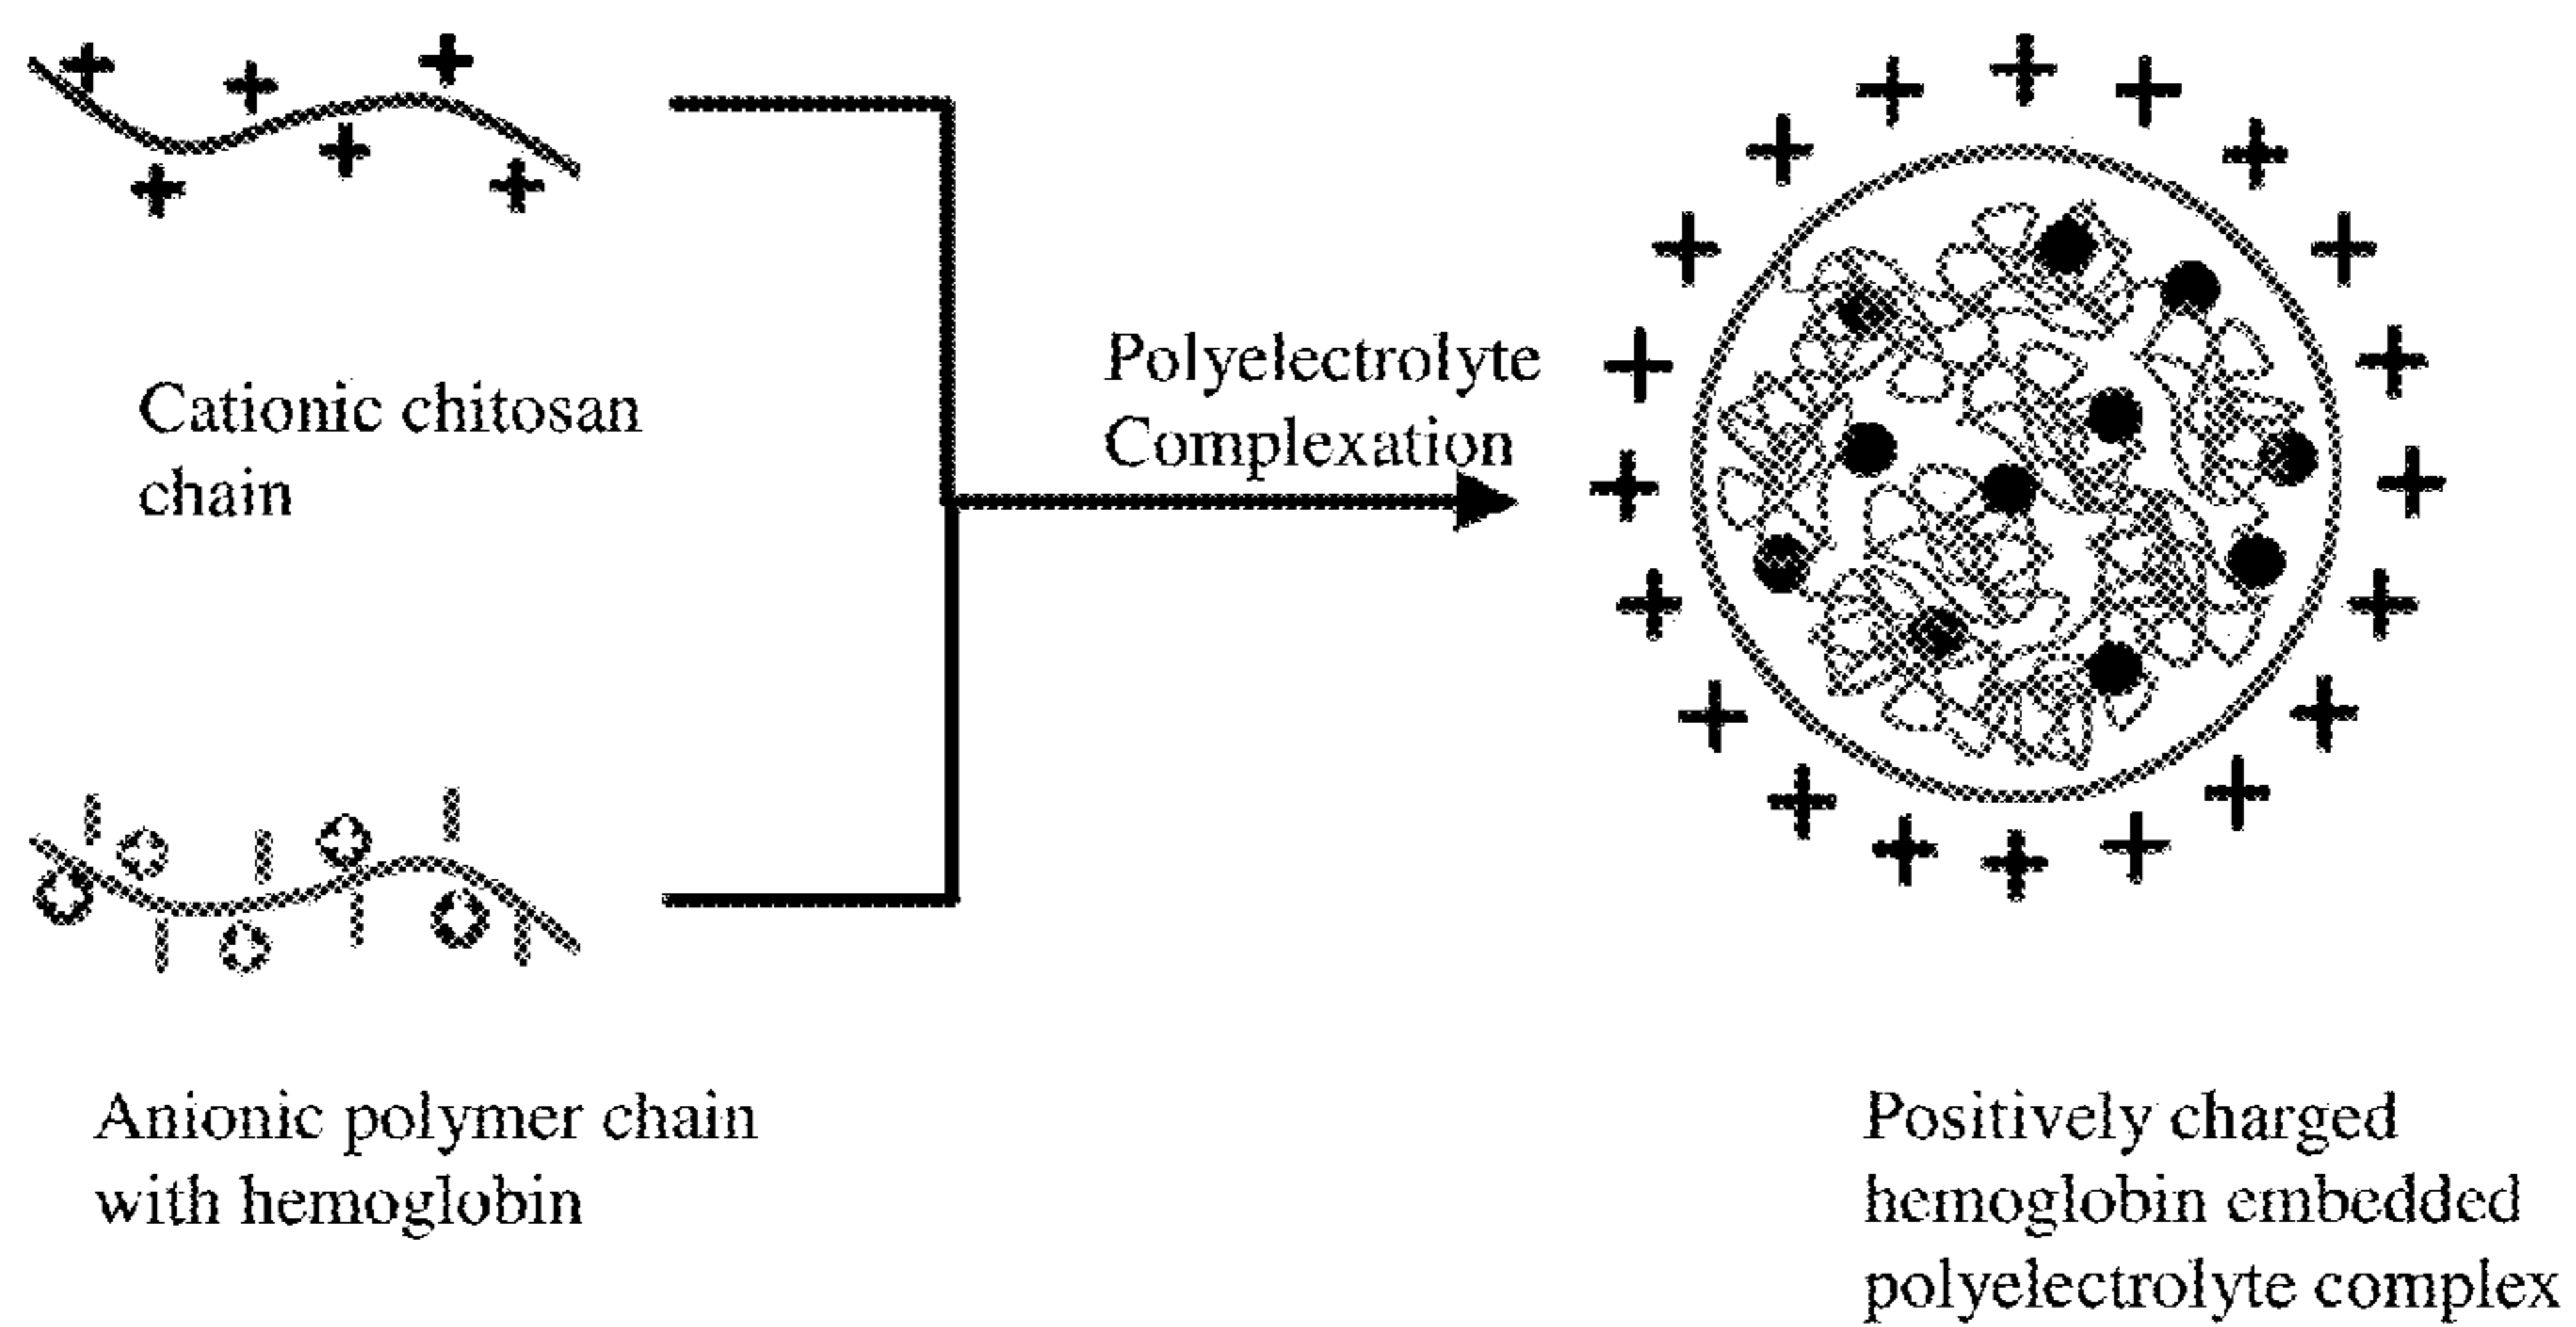 Cationic chitosan
chain
Polyelectrolyte
Complexation
Anionic polymer chain
with hemoglobin
Positively charged
hemoglobin embedded
polyelectrolyte complex